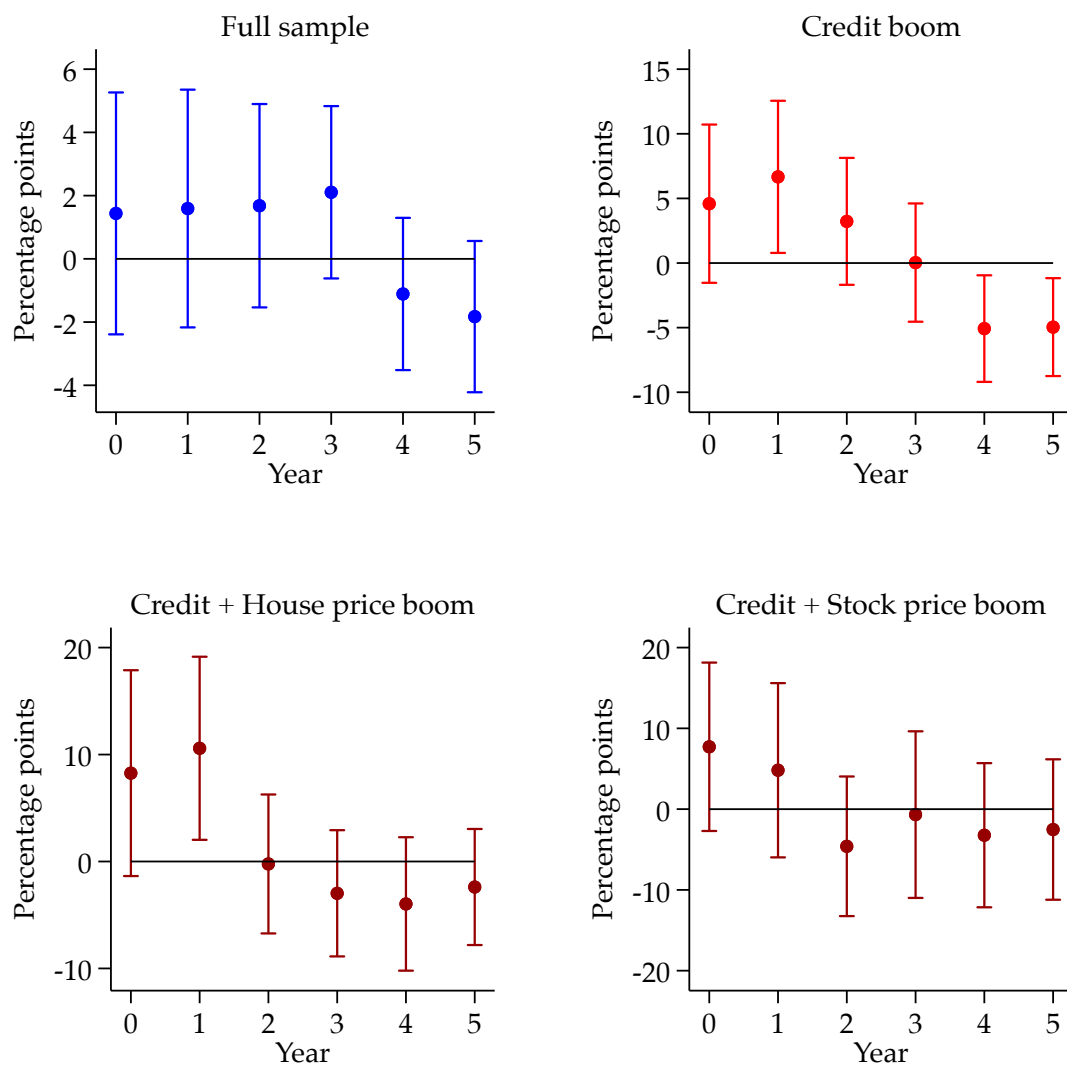 Full sample
Percentage points
6
4
2
0
-2
-4
0 1 2 3 4 5
Year
Credit boom
Percentage points
15
10
5
0
-5
-10
0 1 2 3 4 5
Year
Credit + House price boom
Percentage points
20
10
0
-10
0 1 2 3 4 5
Year
Credit + Stock price boom
Percentage points
20
10
0
-10
-20
0 1 2 3 4 5
Year